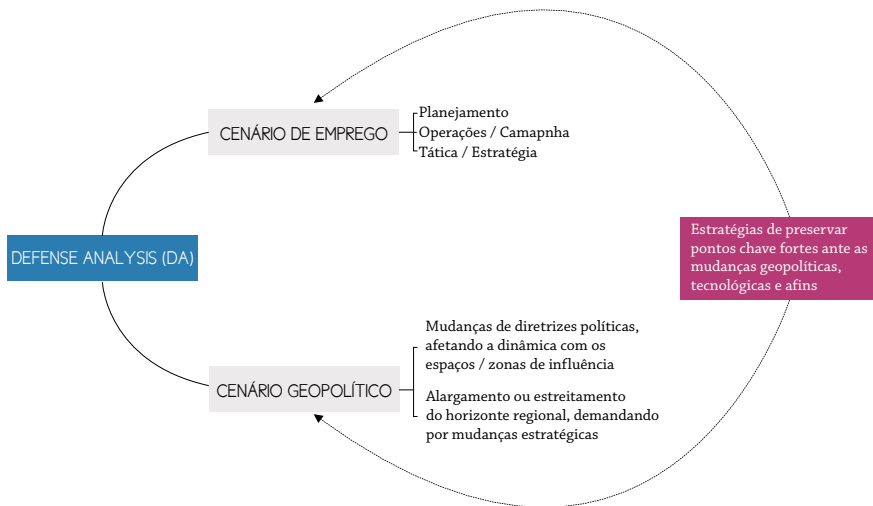 CENÁRIO DE EMPREGO
Planejamento
Operações / Camapnha
Tática / Estratégia
DEFENSE ANALYSIS (DA)
Estratégias de preservar
pontos chave fortes ante as
mudanças geopolíticas,
tecnológicas e afins
CENÁRIO GEOPOLÍTICO
Mudanças de diretrizes políticas,
afetando a dinâmica com os
espaços / zonas de influência
Alargamento ou estreitamento
do horizonte regional, demandando
por mudanças estratégicas